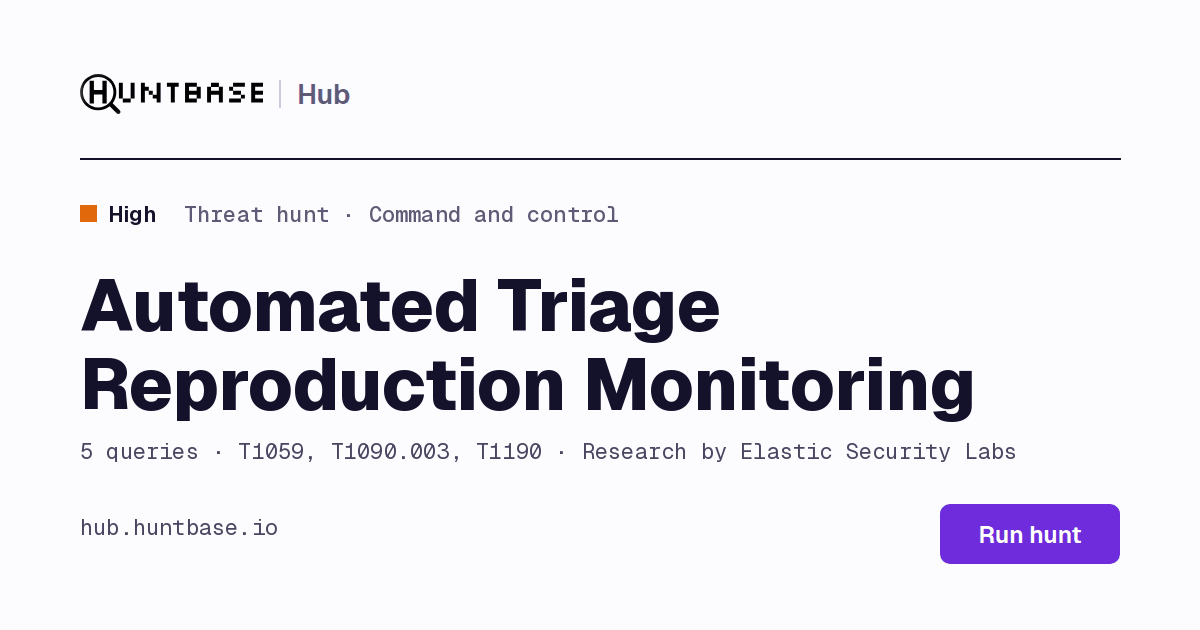 HUNTBASE Hub
High Threat hunt · Command and control
Automated Triage
Reproduction Monitoring
5 queries · T1059, T1090.003, T1190 · Research by Elastic Security Labs
hub.huntbase.io
Run hunt